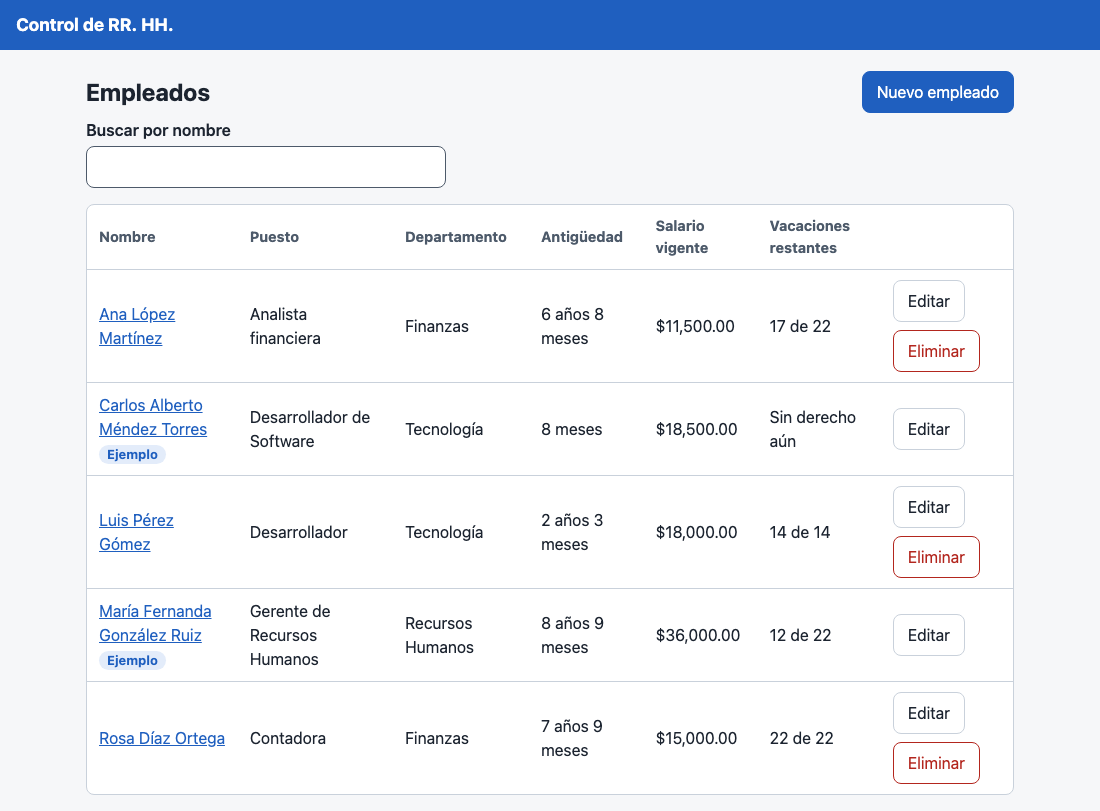 Control de RR. HH.
Empleados
Nuevo empleado
Buscar por nombre
Nombre
Puesto
Departamento
Antigüedad
Salario
vigente
Vacaciones
restantes
Ana López
Martínez
Analista
financiera
Finanzas
6 años 8
meses
$11,500.00
17 de 22
Editar
Eliminar
Carlos Alberto
Méndez Torres
Ejemplo
Desarrollador de
Software
Tecnología
8 meses
$18,500.00
Sin derecho
aún
Editar
Luis Pérez
Gómez
Desarrollador
Tecnología
2 años 3
meses
$18,000.00
14 de 14
Editar
Eliminar
María Fernanda
González Ruiz
Ejemplo
Gerente de
Recursos
Humanos
Recursos
Humanos
8 años 9
meses
$36,000.00
12 de 22
Editar
Rosa Díaz Ortega
Contadora
Finanzas
7 años 9
meses
$15,000.00
22 de 22
Editar
Eliminar